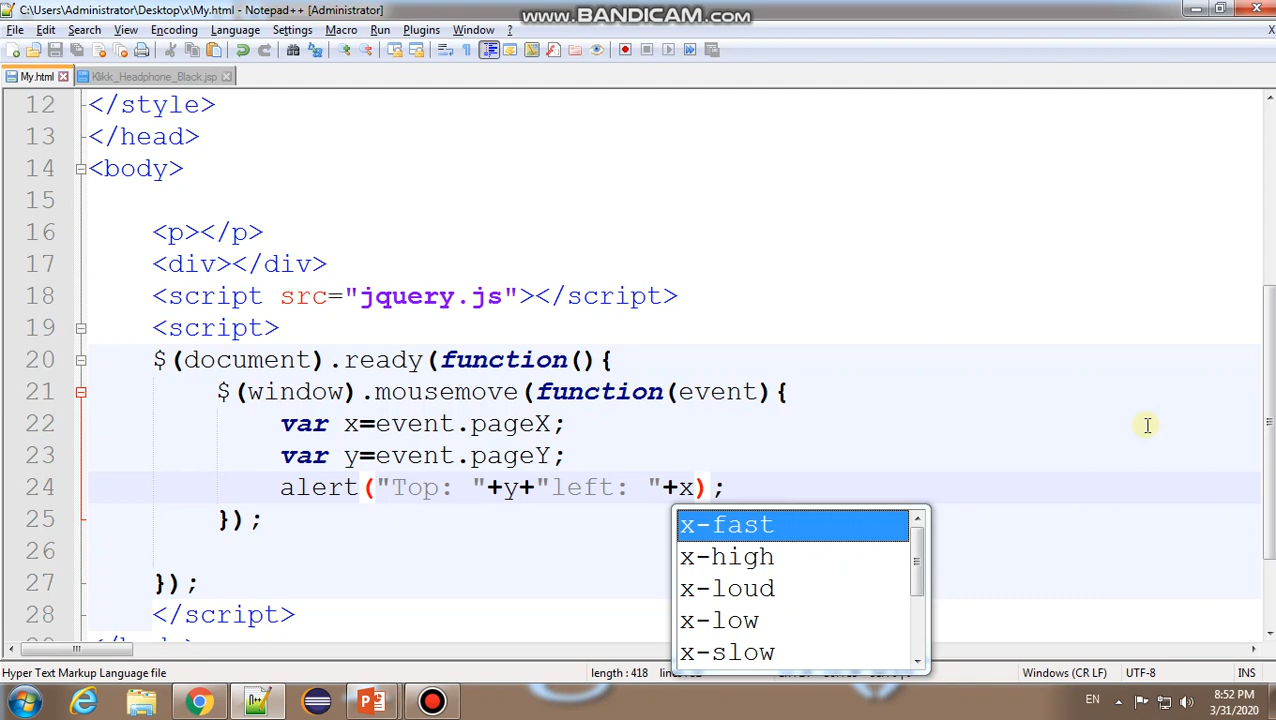 C:\Users\Administrator\Desktop\x\My.html - Notepad++ [Administrator]
www.BANDICAM.com
File Edit Search View Encoding Language Settings Macro Run Plugins Window ? X
My.html Klikk_Headphone_Black.jsp
12 </style>
13 </head>
14 <body>
15
16 <p></p>
17 <div></div>
18 <script src="jquery.js"></script>
19 <script>
20 $(document).ready(function(){
21 $(window).mousemove(function(event){
22 var x=event.pageX;
23 var y=event.pageY;
24 alert("Top: "+y+"left: "+x);
25 });
26
27 });
28 </script>
x-fast
x-high
x-loud
x-low
x-slow
Hyper Text Markup Language file length : 418 Windows (CR LF) UTF-8 INS
EN 8:52 PM
3/31/2020